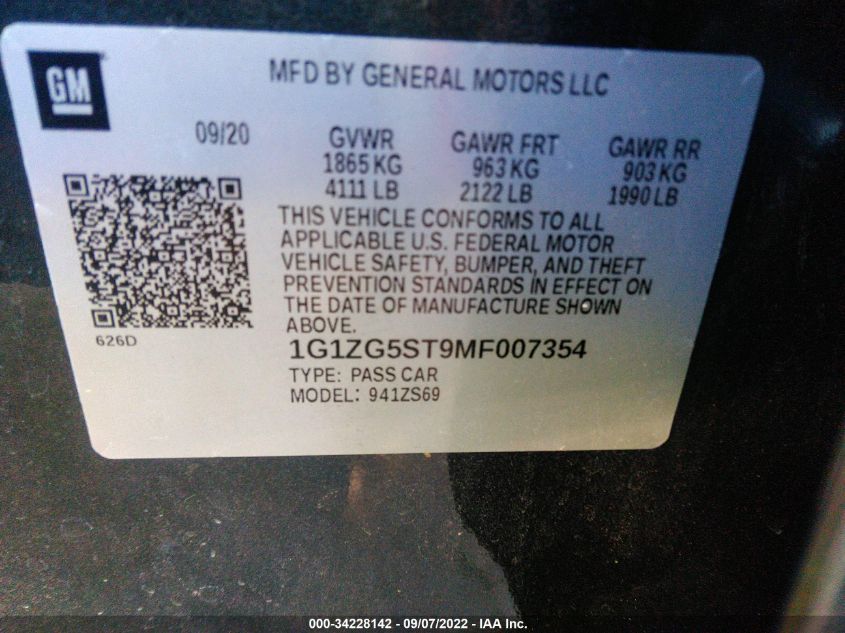 GM
MFD BY GENERAL MOTORS LLC
09/20 GVWR GAWR FRT GAWR RR
1865 KG 963 KG 903 KG
4111 LB 2122 LB 1990 LB
THIS VEHICLE CONFORMS TO ALL
APPLICABLE U.S. FEDERAL MOTOR
VEHICLE SAFETY, BUMPER, AND THEFT
PREVENTION STANDARDS IN EFFECT ON
THE DATE OF MANUFACTURE SHOWN
ABOVE.
626D
1G1ZG5ST9MF007354
TYPE: PASS CAR
MODEL: 941ZS69
000-34228142 - 09/07/2022 - IAA Inc.